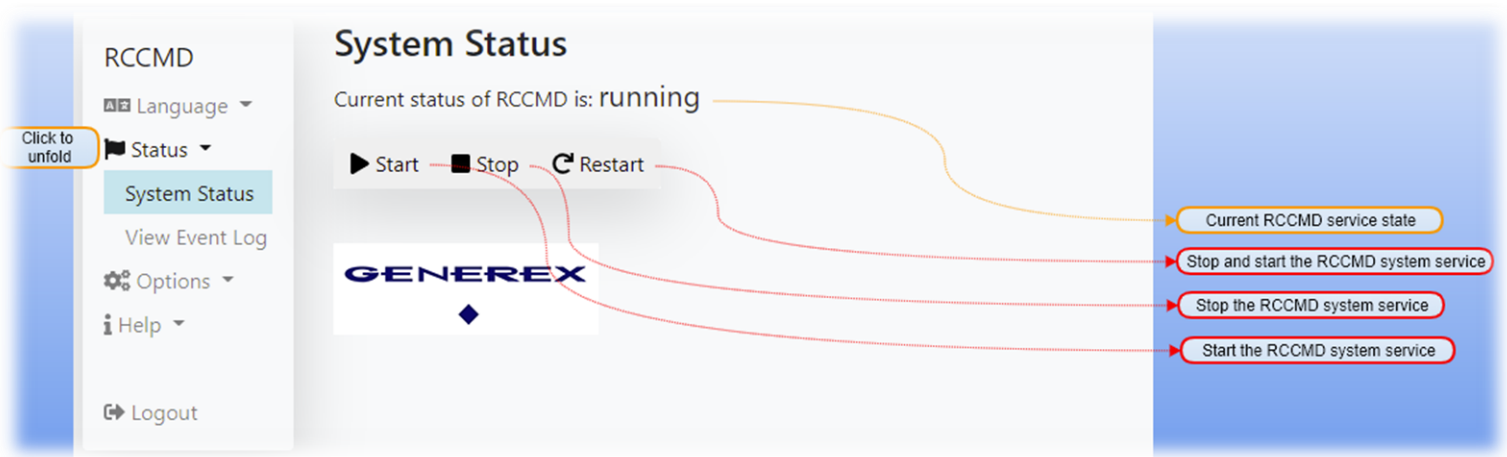 RCCMD
Language
Click to
unfold
Status
System Status
View Event Log
Options
Help
Logout
System Status
Current status of RCCMD is: running
Start Stop Restart
GENEREX
Current RCCMD service state
Stop and start the RCCMD system service
Stop the RCCMD system service
Start the RCCMD system service